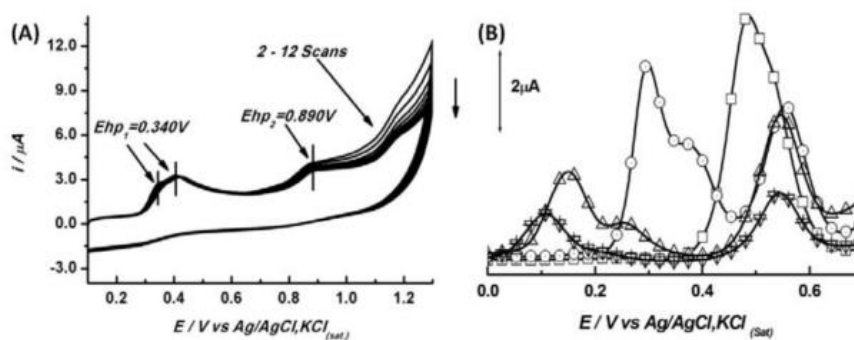 (A)
12.0
9.0
6.0
3.0
0.0
-3.0
i / µA
2 - 12 Scans
Ehp1=0.340V
Ehp2=0.890V
0.2 0.4 0.6 0.8 1.0 1.2
E / V vs Ag/AgCl,KCl(sat.)
(B)
2µA
0.0 0.2 0.4 0.6
E / V vs Ag/AgCl,KCl(Sat)